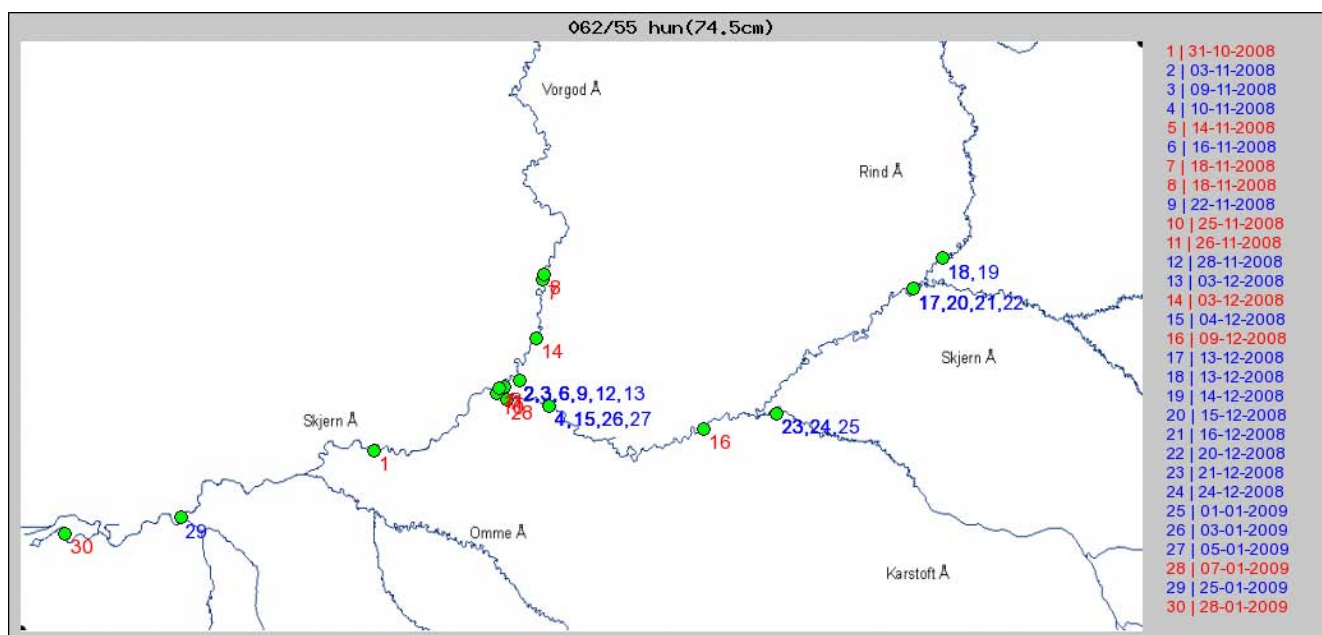 062/55 hun(74.5cm)
Vorgod Å
Rind Å
18,19
17,20,21,22
8
7
14
Skjern Å
2,3,6,9,12,13
28
4,15,26,27
Skjern Å
1
16
23,24,25
29
30
Omme Å
Karstoft Å
1 | 31-10-2008
2 | 03-11-2008
3 | 09-11-2008
4 | 10-11-2008
5 | 14-11-2008
6 | 16-11-2008
7 | 18-11-2008
8 | 18-11-2008
9 | 22-11-2008
10 | 25-11-2008
11 | 26-11-2008
12 | 28-11-2008
13 | 03-12-2008
14 | 03-12-2008
15 | 04-12-2008
16 | 09-12-2008
17 | 13-12-2008
18 | 13-12-2008
19 | 14-12-2008
20 | 15-12-2008
21 | 16-12-2008
22 | 20-12-2008
23 | 21-12-2008
24 | 24-12-2008
25 | 01-01-2009
26 | 03-01-2009
27 | 05-01-2009
28 | 07-01-2009
29 | 25-01-2009
30 | 28-01-2009